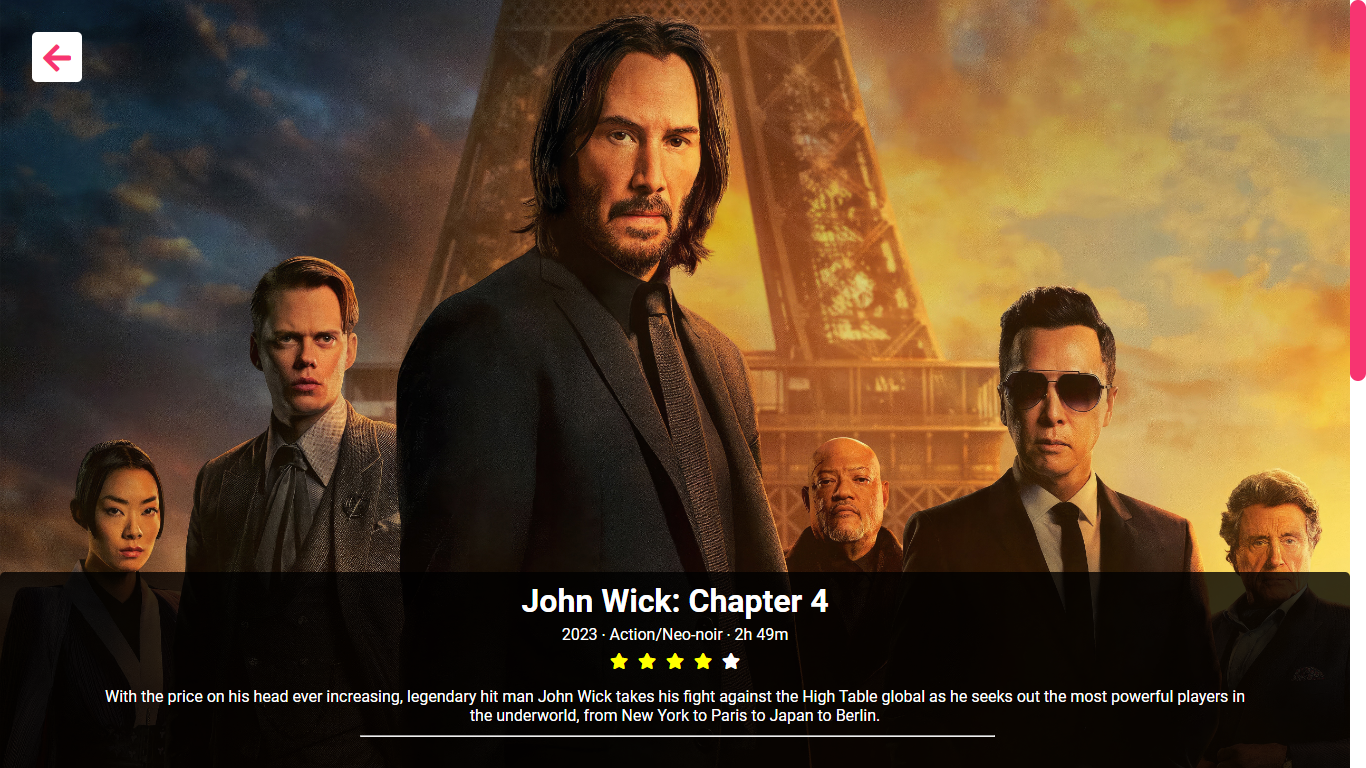 John Wick: Chapter 4
2023 · Action/Neo-noir · 2h 49m
With the price on his head ever increasing, legendary hit man John Wick takes his fight against the High Table global as he seeks out the most powerful players in
the underworld, from New York to Paris to Japan to Berlin.